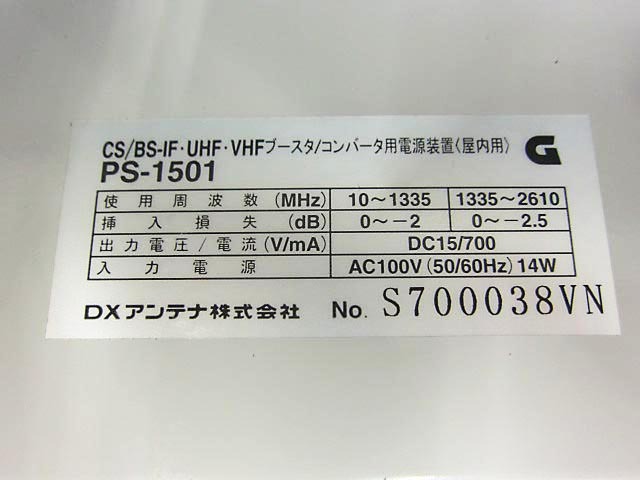 CS/BS-IF・UHF・VHFブースタ/コンバータ用電源装置〈屋内用〉 G
PS-1501
使用周波数(MHz) 10～1335 1335～2610
挿入損失(dB) 0～-2 0～-2.5
出力電圧/電流(V/mA) DC15/700
入力電源 AC100V(50/60Hz)14W
DXアンテナ株式会社 No. S700038VN